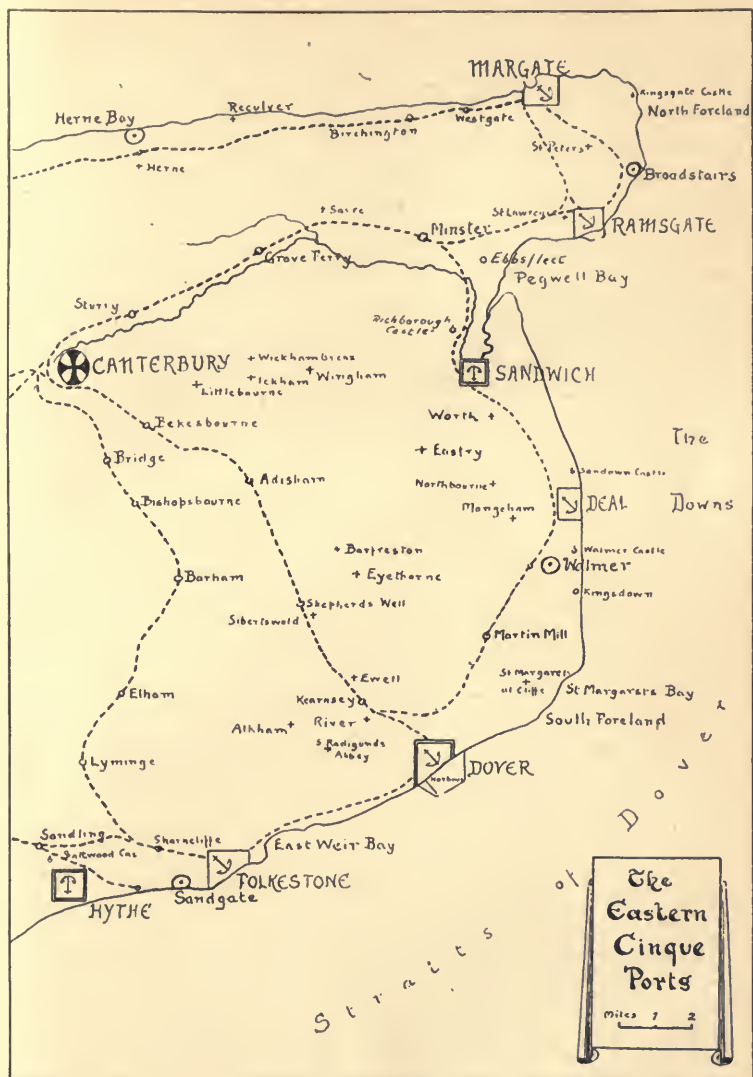 MARGATE
Kingsgate Castle
North Foreland
Herne Bay
Reculver
Westgate
Birchington
St Peters
Herne
Broadstairs
Sarre
St Lawrence
RAMSGATE
Minster
Grove Ferry
Ebbsfleet
Pegwell Bay
Sturry
Richborough
Castle
CANTERBURY
Wickhambreux
Ickham
Wingham
Littlebourne
SANDWICH
Worth
Bekesbourne
The
Eastry
Bridge
Sandown Castle
Adisham
Northbourne
Bishopsbourne
DEAL
Downs
Mongeham
Barfreston
Walmer Castle
Eyethorne
Walmer
Barham
Kingsdown
Shepherds Well
Sibertswold
Martin Mill
Ewell
St Margarets
at Cliffe
St Margarets Bay
Elham
Kearnsey
South Foreland
River
Alkham
S. Radigunds
Abbey
Lyminge
DOVER
Harbour
Sandling
Shorncliffe
East Weir Bay
Saltwood Cas
FOLKESTONE
HYTHE
Sandgate
Straits of Dover
The
Eastern
Cinque
Ports
Miles 1 2